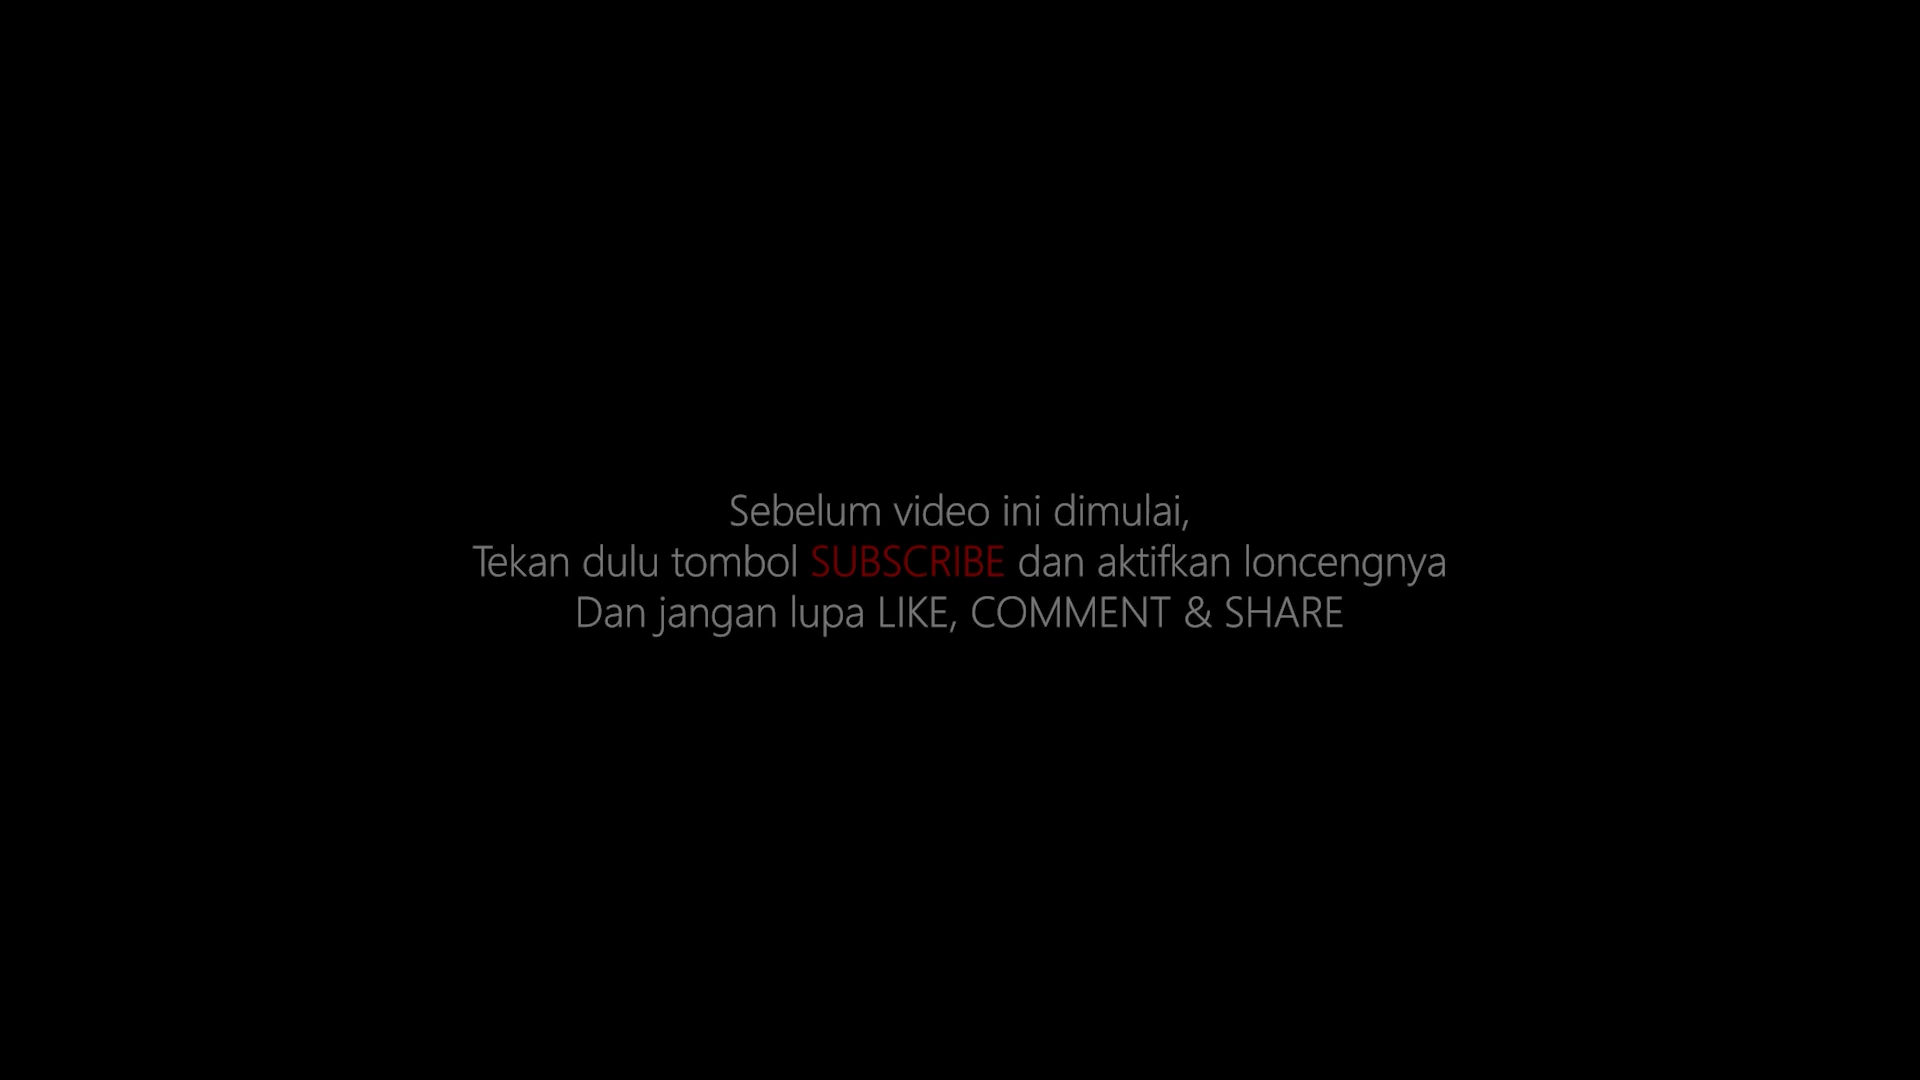 Sebelum video ini dimulai,
Tekan dulu tombol SUBSCRIBE dan aktifkan loncengnya
Dan jangan lupa LIKE, COMMENT & SHARE